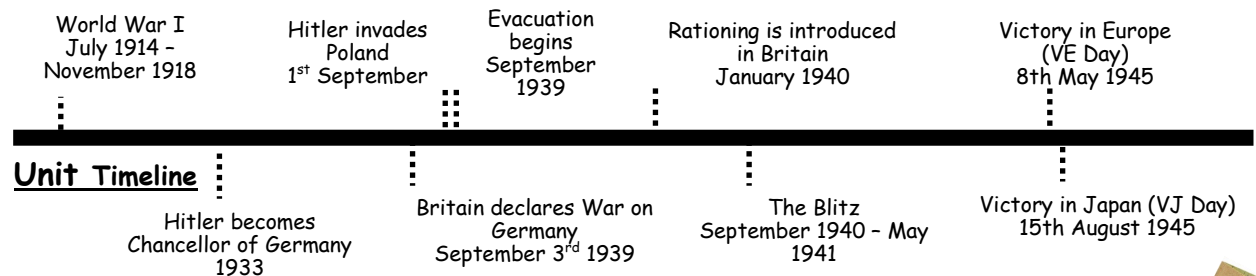 World War I
July 1914 –
November 1918
Hitler invades
Poland
1st September
Evacuation
begins
September
1939
Rationing is introduced
in Britain
January 1940
Victory in Europe
(VE Day)
8th May 1945
Unit Timeline
Hitler becomes
Chancellor of Germany
1933
Britain declares War on
Germany
September 3rd 1939
The Blitz
September 1940 – May
1941
Victory in Japan (VJ Day)
15th August 1945